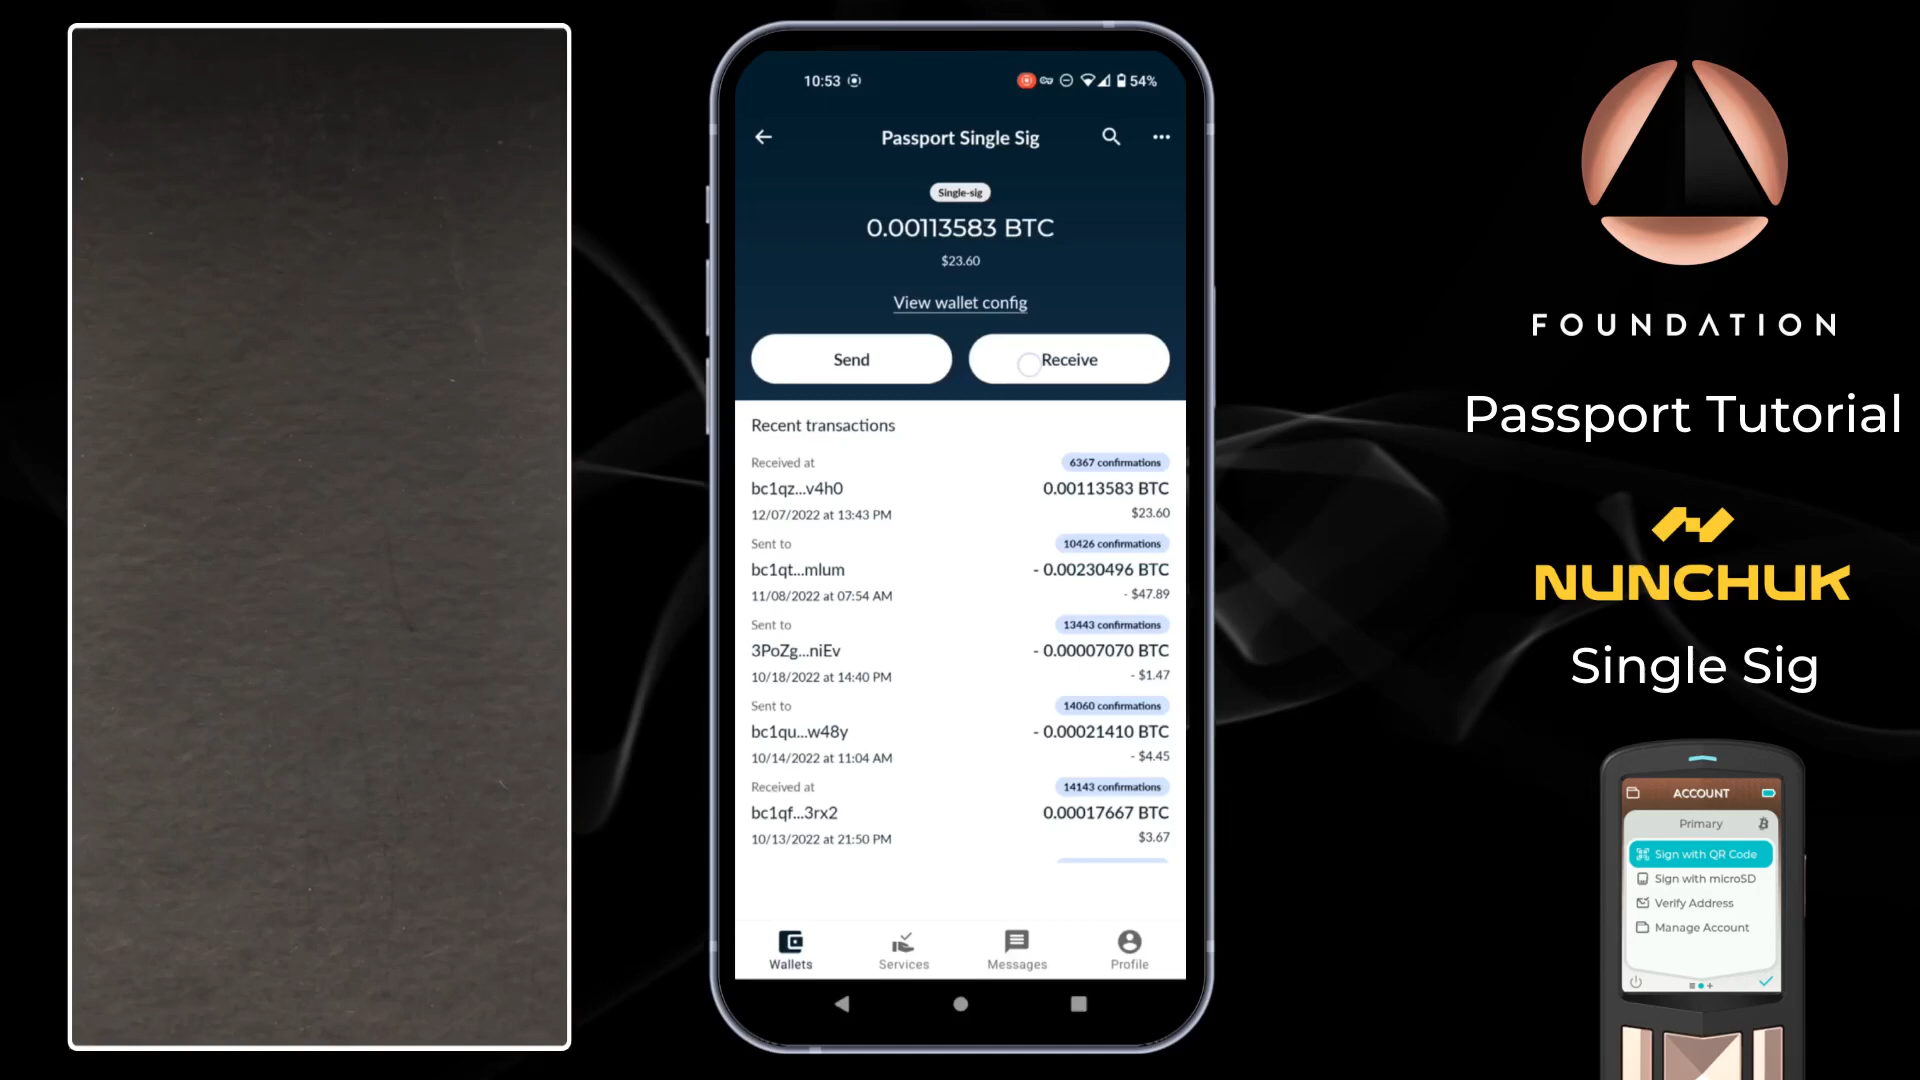 10:53
54%
Passport Single Sig
Single-sig
0.00113583 BTC
$23.60
View wallet config
Send
Receive
Recent transactions
Received at
6367 confirmations
bc1qz...v4h0
0.00113583 BTC
12/07/2022 at 13:43 PM
$23.60
Sent to
10426 confirmations
bc1qt...mlum
- 0.00230496 BTC
11/08/2022 at 07:54 AM
- $47.89
Sent to
13443 confirmations
3PoZg...niEv
- 0.00007070 BTC
10/18/2022 at 14:40 PM
- $1.47
Sent to
14060 confirmations
bc1qu...w48y
- 0.00021410 BTC
10/14/2022 at 11:04 AM
- $4.45
Received at
14143 confirmations
bc1qf...3rx2
0.00017667 BTC
10/13/2022 at 21:50 PM
$3.67
Wallets
Services
Messages
Profile
FOUNDATION
Passport Tutorial
NUNCHUK
Single Sig
ACCOUNT
Primary
Sign with QR Code
Sign with microSD
Verify Address
Manage Account